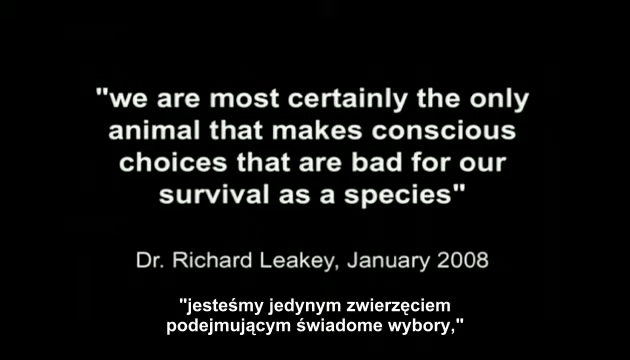 "we are most certainly the only
animal that makes conscious
choices that are bad for our
survival as a species"
Dr. Richard Leakey, January 2008
"jesteśmy jedynym zwierzęciem
podejmującym świadome wybory,"